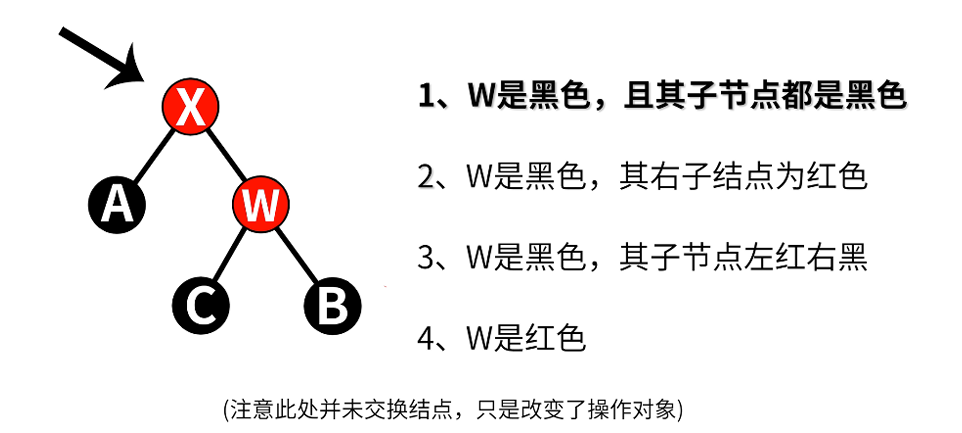 X
A
W
C
B
1、W是黑色，且其子节点都是黑色
2、W是黑色，其右子结点为红色
3、W是黑色，其子节点左红右黑
4、W是红色
(注意此处并未交换结点，只是改变了操作对象)